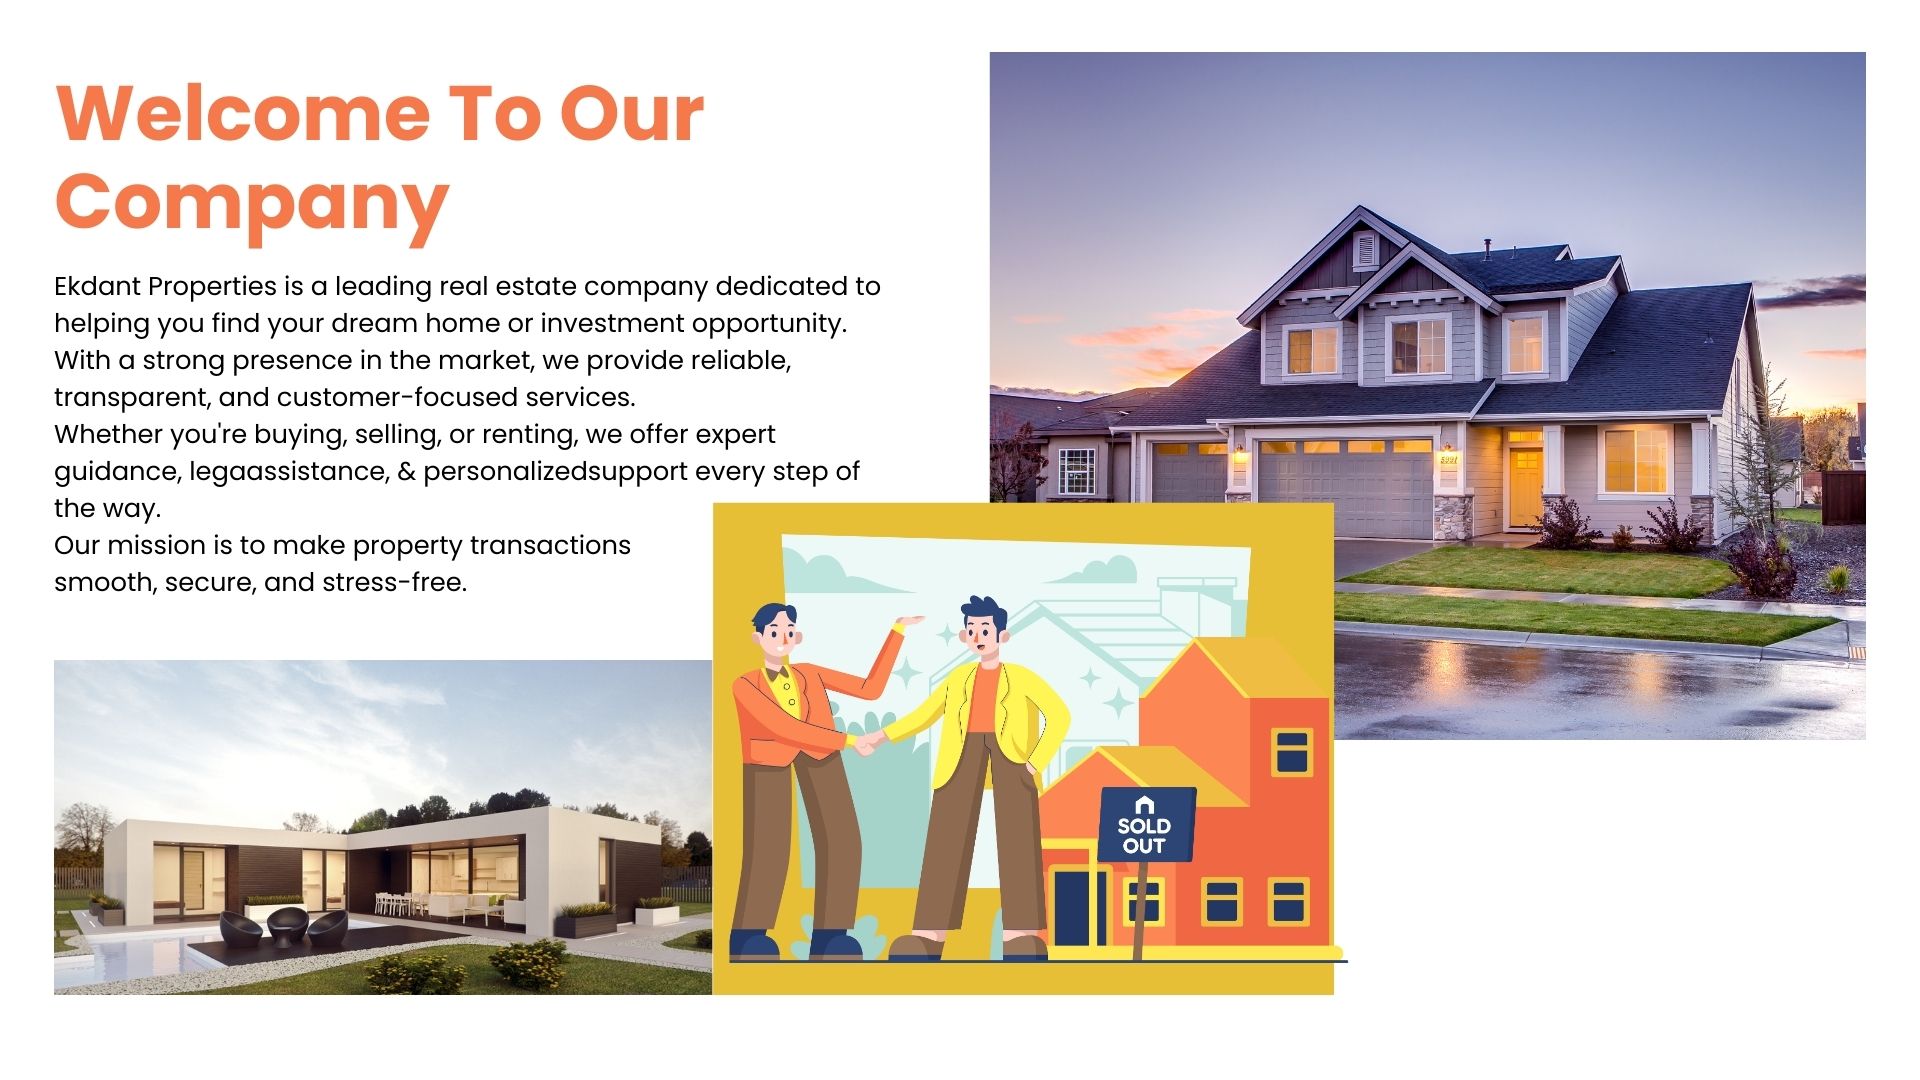 Welcome To Our
Company
Ekdant Properties is a leading real estate company dedicated to
helping you find your dream home or investment opportunity.
With a strong presence in the market, we provide reliable,
transparent, and customer-focused services.
Whether you're buying, selling, or renting, we offer expert
guidance, legaassistance, & personalizedsupport every step of
the way.
Our mission is to make property transactions
smooth, secure, and stress-free.
SOLD
OUT